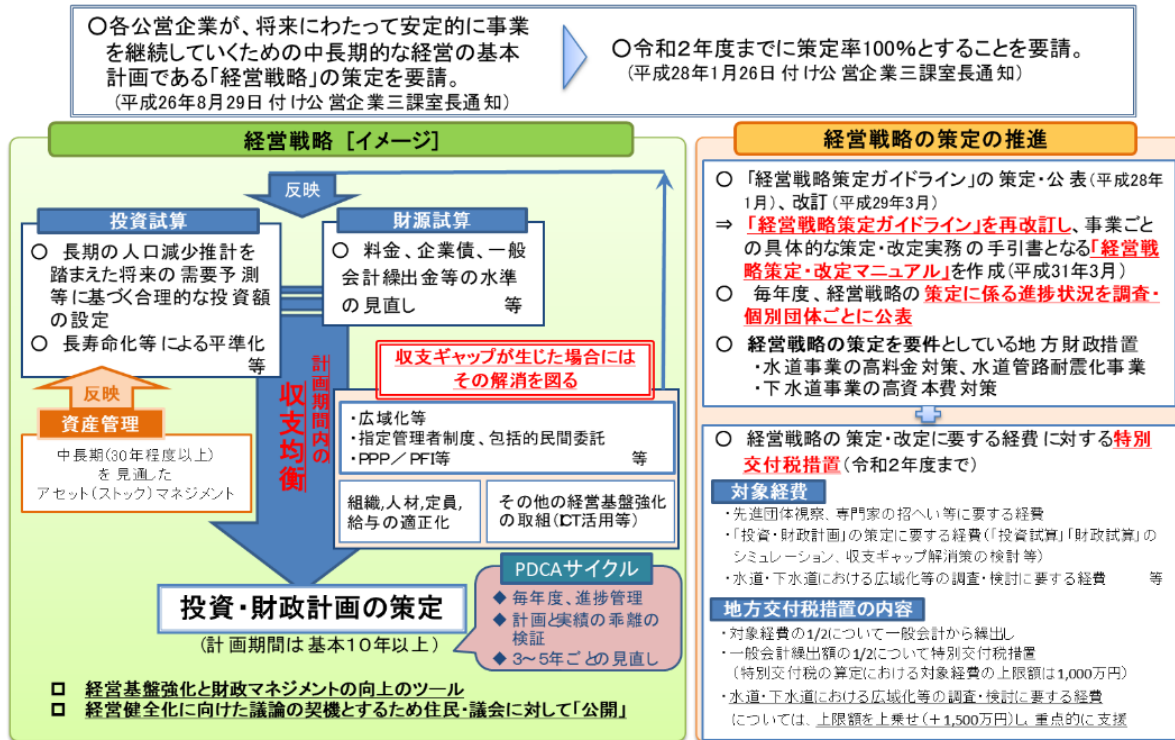 ○各公営企業が、将来にわたって安定的に事業
を継続していくための中長期的な経営の基本
計画である「経営戦略」の策定を要請。
(平成26年8月29日付け公営企業三課室長通知)
○令和2年度までに策定率100%とすることを要請。
(平成28年1月26日付け公営企業三課室長通知)
経営戦略 [イメージ]
反映
投資試算
○ 長期の人口減少推計を
踏まえた将来の需要予測
等に基づく合理的な投資額
の設定
○ 長寿命化等による平準化
等
財源試算
○ 料金、企業債、一般
会計繰出金等の水準
の見直し 等
反映
資産管理
中長期(30年程度以上)
を見通した
アセット(ストック)マネジメント
計画期間内の
収支均衡
収支ギャップが生じた場合には
その解消を図る
・広域化等
・指定管理者制度、包括的民間委託
・PPP/PFI等 等
組織,人材,定員,
給与の適正化
その他の経営基盤強化
の取組(ICT活用等)
投資・財政計画の策定
(計画期間は基本10年以上)
PDCAサイクル
◆ 毎年度、進捗管理
◆ 計画と実績の乖離の
検証
◆ 3~5年ごとの見直し
□ 経営基盤強化と財政マネジメントの向上のツール
□ 経営健全化に向けた議論の契機とするため住民・議会に対して「公開」
経営戦略の策定の推進
○ 「経営戦略策定ガイドライン」の策定・公表(平成28年
1月)、改訂(平成29年3月)
⇒ 「経営戦略策定ガイドライン」を再改訂し、事業ごと
の具体的な策定・改定実務の手引書となる「経営戦
略策定・改定マニュアル」を作成(平成31年3月)
○ 毎年度、経営戦略の策定に係る進捗状況を調査・
個別団体ごとに公表
○ 経営戦略の策定を要件としている地方財政措置
・水道事業の高料金対策、水道管路耐震化事業
・下水道事業の高資本費対策
○ 経営戦略の策定・改定に要する経費に対する特別
交付税措置(令和2年度まで)
対象経費
・先進団体視察、専門家の招へい等に要する経費
・「投資・財政計画」の策定に要する経費(「投資試算」「財政試算」の
シミュレーション、収支ギャップ解消策の検討等)
・水道・下水道における広域化等の調査・検討に要する経費 等
地方交付税措置の内容
・対象経費の1/2について一般会計から繰出し
・一般会計繰出額の1/2について特別交付税措置
(特別交付税の算定における対象経費の上限額は1,000万円)
・水道・下水道における広域化等の調査・検討に要する経費
については、上限額を上乗せ(+1,500万円)し、重点的に支援